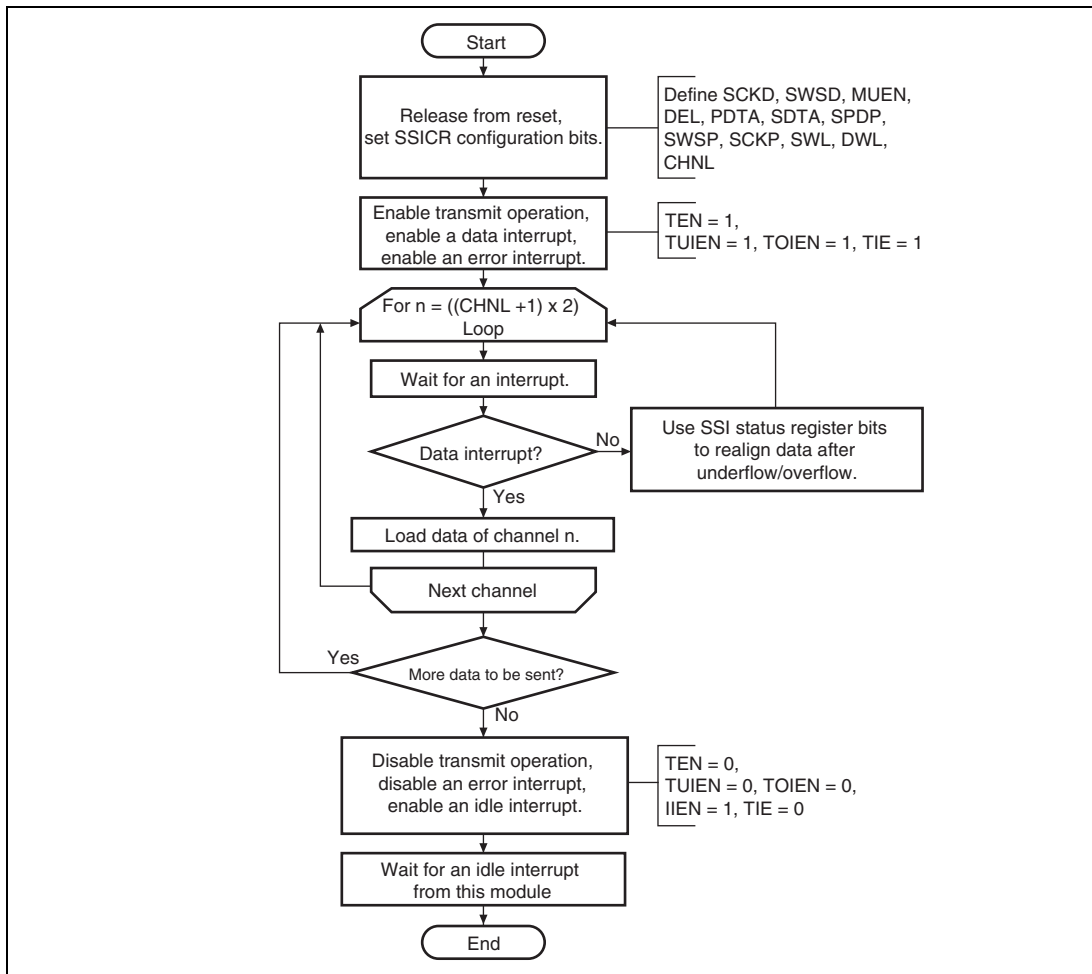 Start
Release from reset,
set SSICR configuration bits.
Define SCKD, SWSD, MUEN,
DEL, PDTA, SDTA, SPDP,
SWSP, SCKP, SWL, DWL,
CHNL
Enable transmit operation,
enable a data interrupt,
enable an error interrupt.
TEN = 1,
TUIEN = 1, TOIEN = 1, TIE = 1
For n = ((CHNL +1) x 2)
Loop
Wait for an interrupt.
Data interrupt?
No
Use SSI status register bits
to realign data after
underflow/overflow.
Yes
Load data of channel n.
Next channel
Yes
More data to be sent?
No
Disable transmit operation,
disable an error interrupt,
enable an idle interrupt.
TEN = 0,
TUIEN = 0, TOIEN = 0,
IIEN = 1, TIE = 0
Wait for an idle interrupt
from this module
End